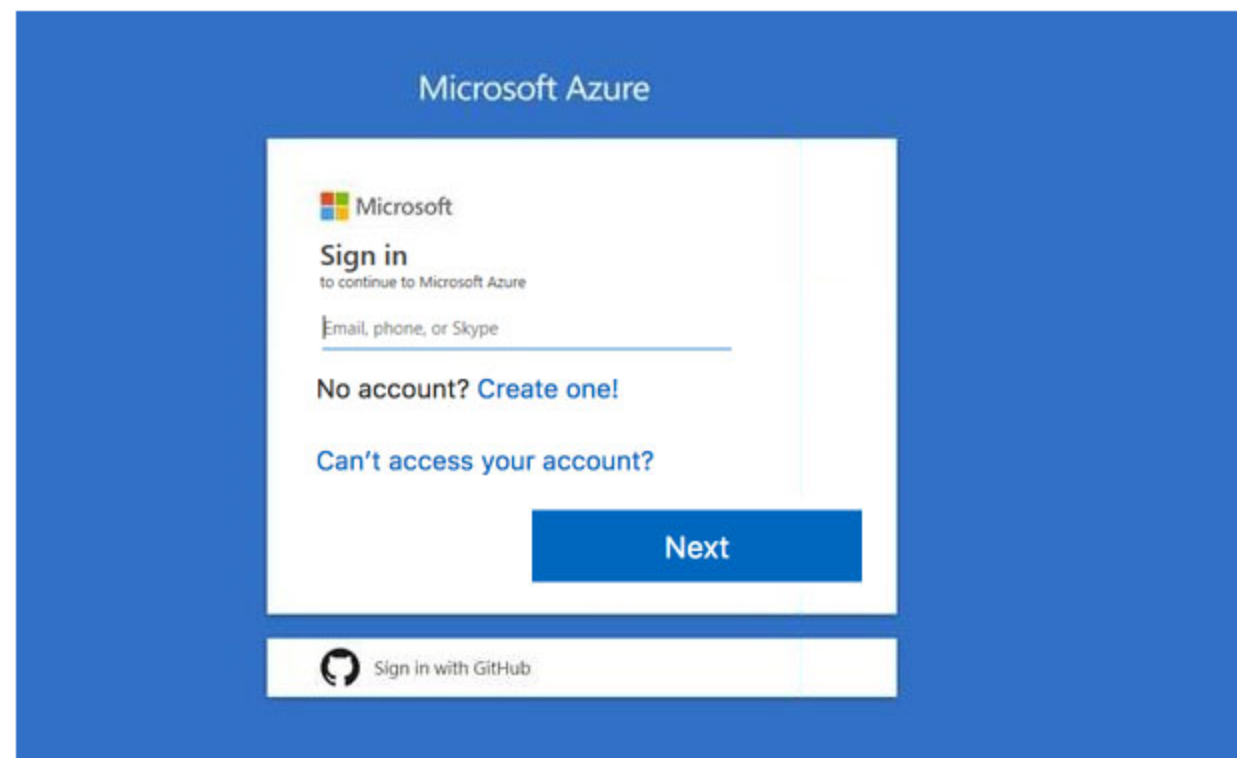 Microsoft Azure
Microsoft
Sign in
to continue to Microsoft Azure
Email, phone, or Skype
No account? Create one!
Can't access your account?
Next
Sign in with GitHub